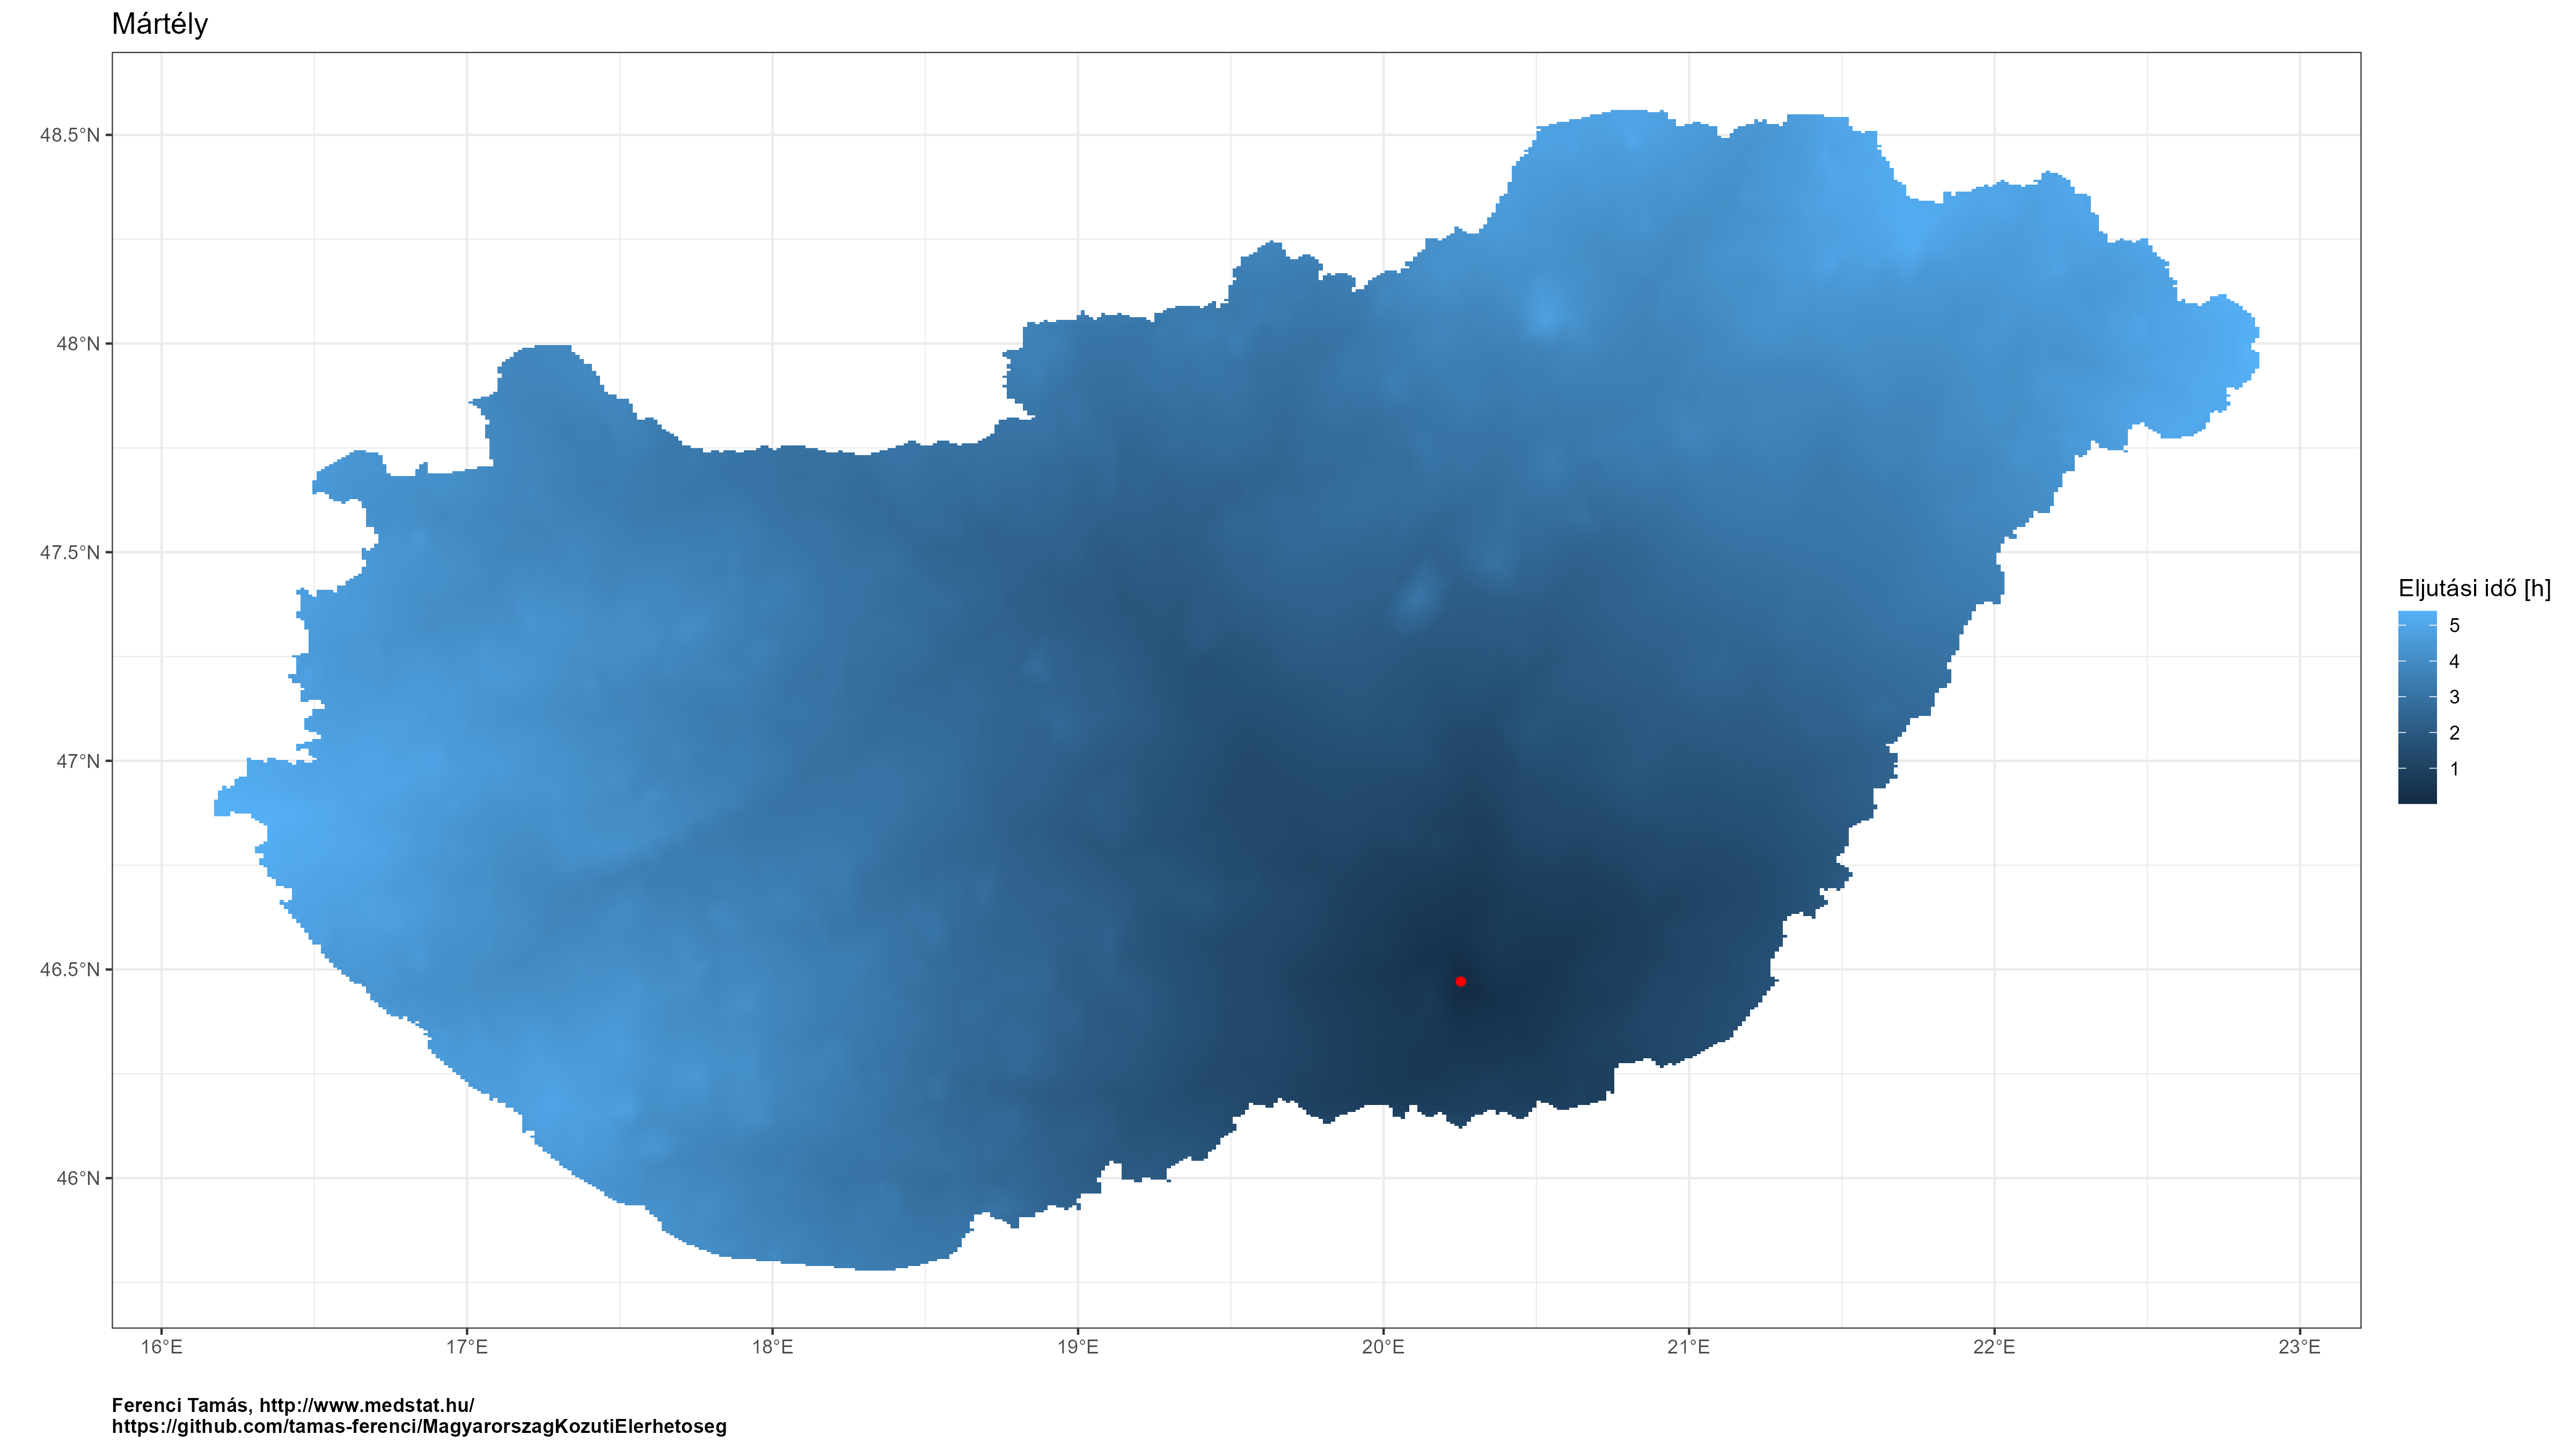 Mártély
48.5°N
48°N
47.5°N
47°N
46.5°N
46°N
16°E
17°E
18°E
19°E
20°E
21°E
22°E
23°E
Eljutási idő [h]
5
4
3
2
1
Ferenci Tamás, http://www.medstat.hu/
https://github.com/tamas-ferenci/MagyarorszagKozutiElerhetoseg